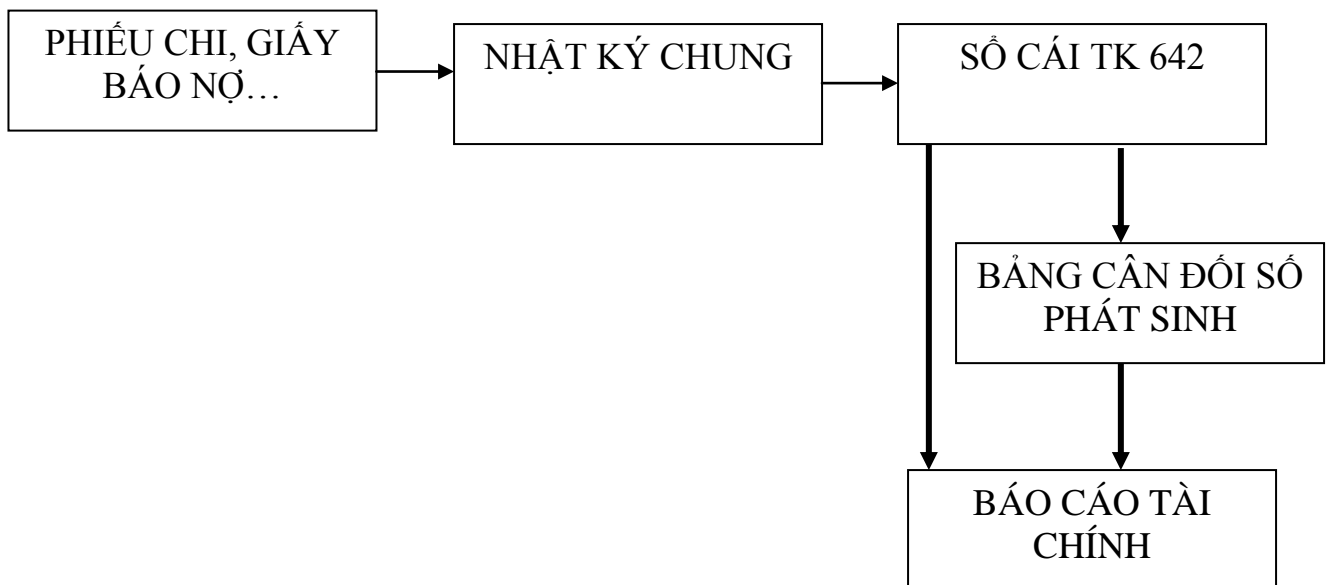 PHIẾU CHI, GIẤY
BÁO NỢ…
NHẬT KÝ CHUNG
SỔ CÁI TK 642
BẢNG CÂN ĐỐI SỐ
PHÁT SINH
BÁO CÁO TÀI
CHÍNH